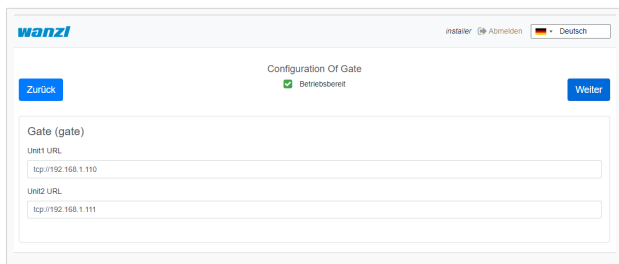 wanzl
installer Abmelden Deutsch
Configuration Of Gate
Betriebsbereit
Zurück
Weiter
Gate (gate)
Unit1 URL
tcp://192.168.1.110
Unit2 URL
tcp://192.168.1.111